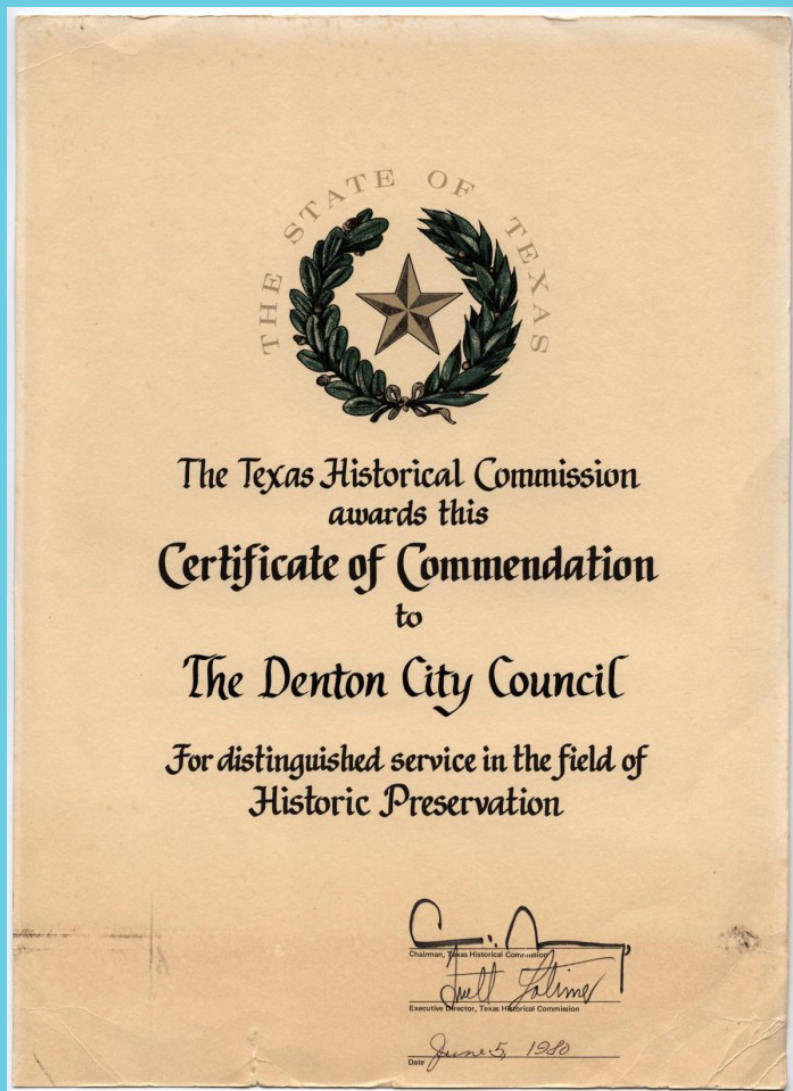 THE STATE OF TEXAS
The Texas Historical Commission
awards this
Certificate of Commendation
to
The Denton City Council
For distinguished service in the field of
Historic Preservation
Chairman, Texas Historical Commission
Truett Latimer
Executive Director, Texas Historical Commission
Date June 5, 1980